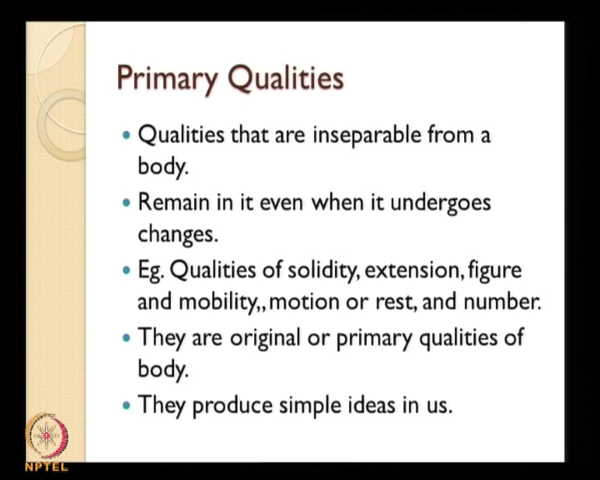 Primary Qualities
• Qualities that are inseparable from a
body.
• Remain in it even when it undergoes
changes.
• Eg. Qualities of solidity, extension, figure
and mobility,, motion or rest, and number.
• They are original or primary qualities of
body.
• They produce simple ideas in us.
NPTEL